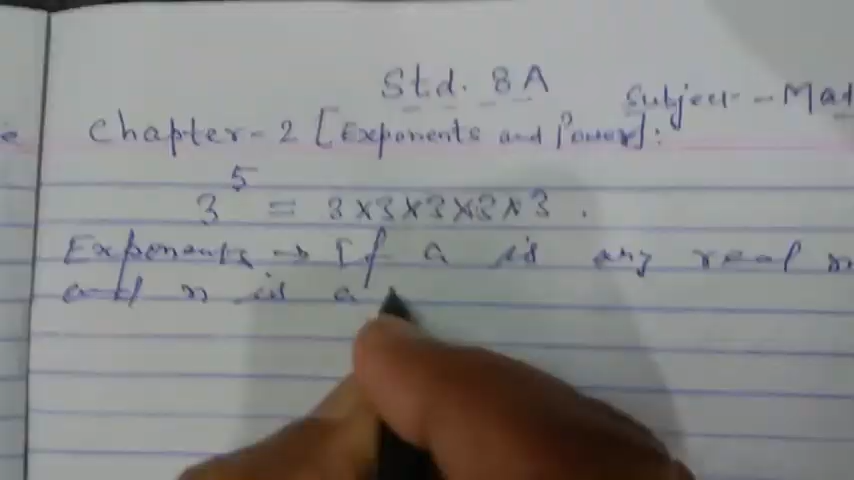 Std. 8A
Subject - Mat
Chapter - 2 [Exponents and Power]:
3^5 = 3×3×3×3×3.
Exponents → If a is any real n
and n is a